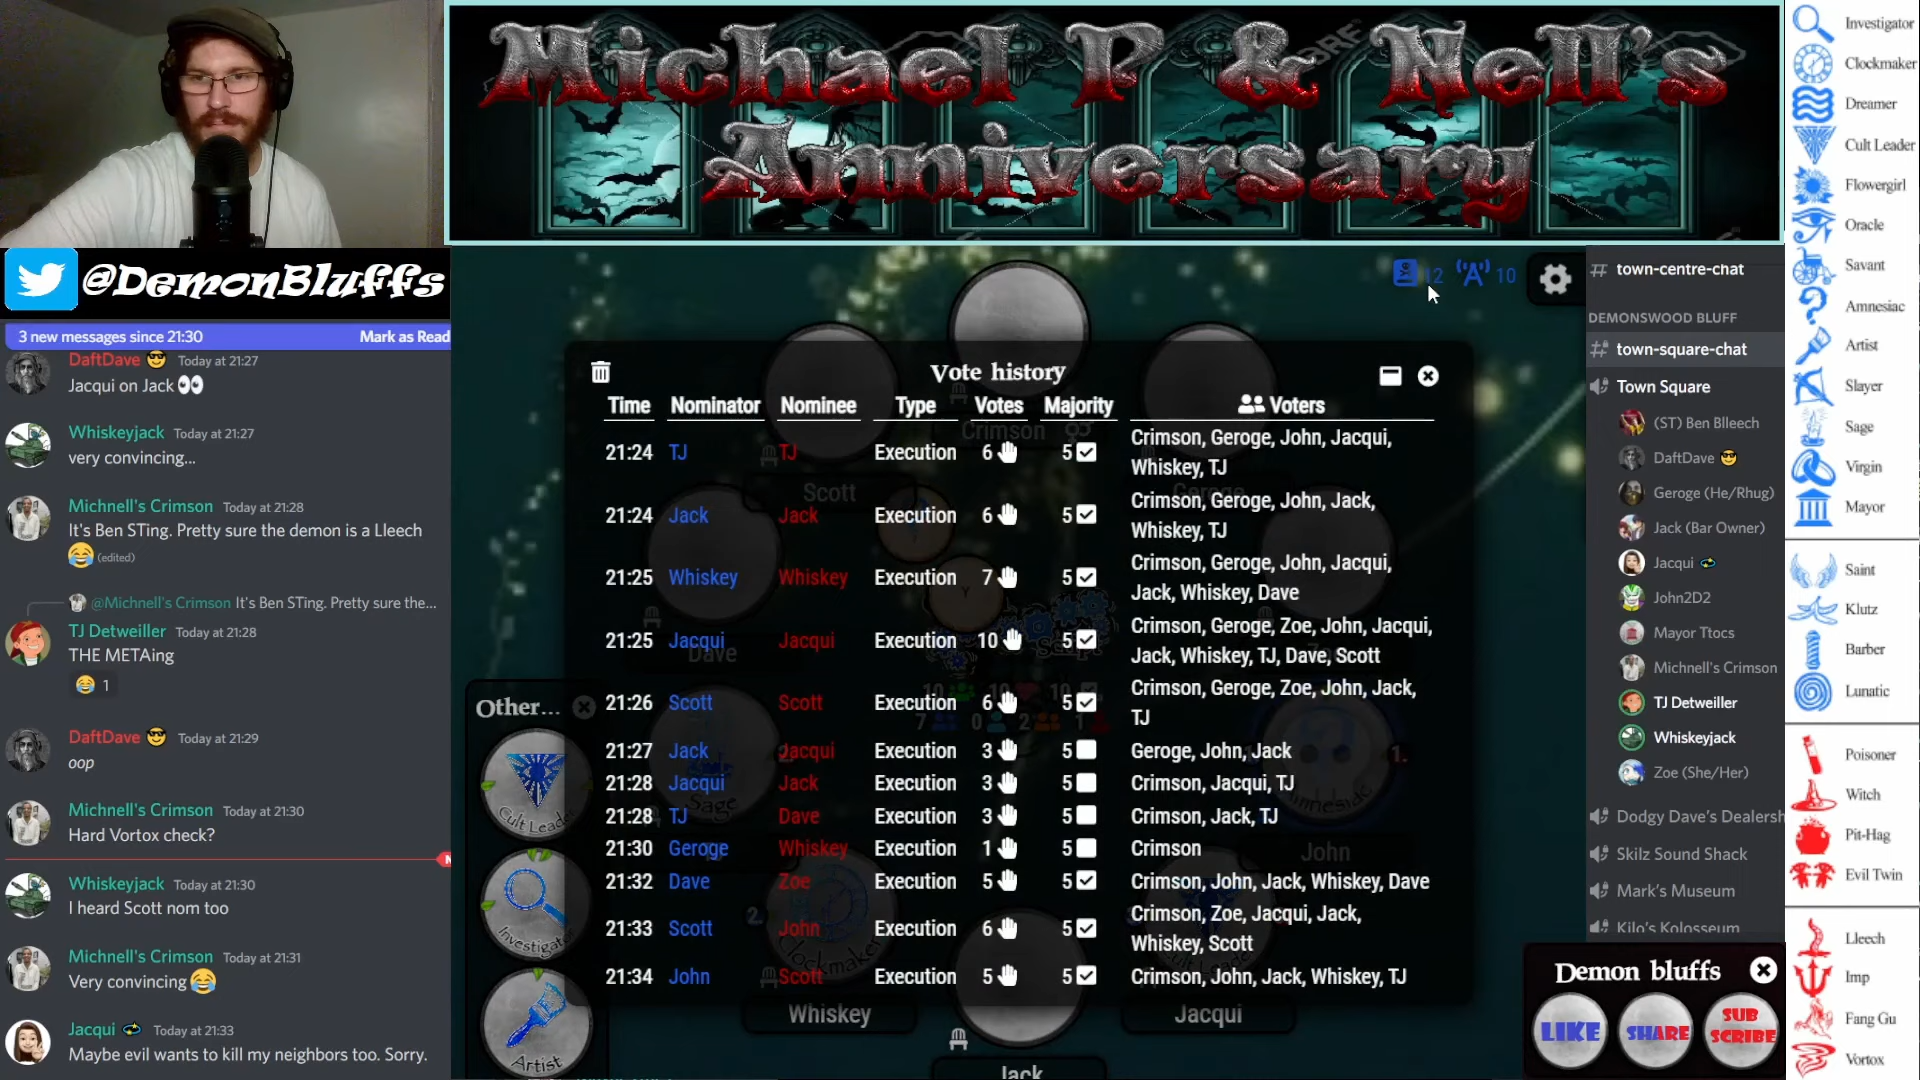 Michael P & Nell's
Anniversary
@DemonBluffs
3 new messages since 21:30 Mark as Read
DaftDave 😎 Today at 21:27
Jacqui on Jack 👀
Whiskeyjack Today at 21:27
very convincing...
Michnell's Crimson Today at 21:28
It's Ben STing. Pretty sure the demon is a Lleech
😂 (edited)
@Michnell's Crimson It's Ben STing. Pretty sure the...
TJ Detweiller Today at 21:28
THE METAing
😂 1
DaftDave 😎 Today at 21:29
oop
Michnell's Crimson Today at 21:30
Hard Vortox check?
Whiskeyjack Today at 21:30
I heard Scott nom too
Michnell's Crimson Today at 21:31
Very convincing 😂
Jacqui Today at 21:33
Maybe evil wants to kill my neighbors too. Sorry.
12 10
Vote history
Time Nominator Nominee Type Votes Majority Voters
21:24 TJ TJ Execution 6 5 Crimson, Geroge, John, Jacqui,
Whiskey, TJ
21:24 Jack Jack Execution 6 5 Crimson, Geroge, John, Jack,
Whiskey, TJ
21:25 Whiskey Whiskey Execution 7 5 Crimson, Geroge, John, Jacqui,
Jack, Whiskey, Dave
21:25 Jacqui Jacqui Execution 10 5 Crimson, Geroge, Zoe, John, Jacqui,
Jack, Whiskey, TJ, Dave, Scott
21:26 Scott Scott Execution 6 5 Crimson, Geroge, Zoe, John, Jack,
TJ
21:27 Jack Jacqui Execution 3 5 Geroge, John, Jack
21:28 Jacqui Jack Execution 3 5 Crimson, Jacqui, TJ
21:28 TJ Dave Execution 3 5 Crimson, Jack, TJ
21:30 Geroge Whiskey Execution 1 5 Crimson
21:32 Dave Zoe Execution 5 5 Crimson, John, Jack, Whiskey, Dave
21:33 Scott John Execution 6 5 Crimson, Zoe, Jacqui, Jack,
Whiskey, Scott
21:34 John Scott Execution 5 5 Crimson, John, Jack, Whiskey, TJ
Crimson
Scott
Dave
Sage
Clockmaker
John
Whiskey
Jacqui
Jack
Other...
Cult Leader
Investigator
Artist
town-centre-chat
DEMONSWOOD BLUFF
town-square-chat
Town Square
(ST) Ben Blleech
DaftDave 😎
Geroge (He/Rhug)
Jack (Bar Owner)
Jacqui
John2D2
Mayor Ttocs
Michnell's Crimson
TJ Detweiller
Whiskeyjack
Zoe (She/Her)
Dodgy Dave's Dealersh
Skilz Sound Shack
Mark's Museum
Kilo's Kolosseum
Demon bluffs
LIKE SHARE SUB
SCRIBE
Investigator
Clockmaker
Dreamer
Cult Leader
Flowergirl
Oracle
Savant
Amnesiac
Artist
Slayer
Sage
Virgin
Mayor
Saint
Klutz
Barber
Lunatic
Poisoner
Witch
Pit-Hag
Evil Twin
Lleech
Imp
Fang Gu
Vortox